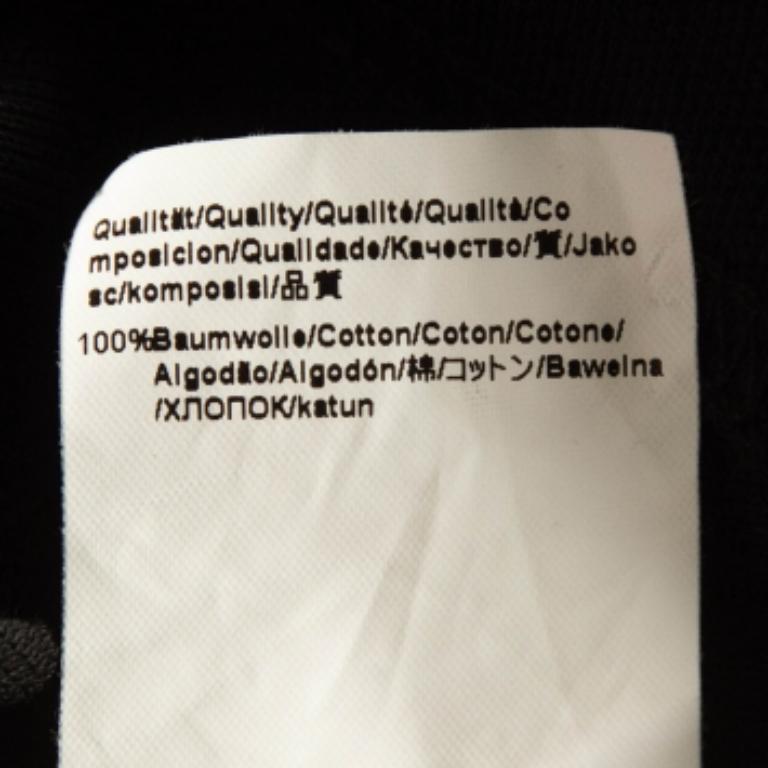 Qualität/Quality/Qualité/Qualità/Co
mposicion/Qualidade/Качество/質/Jako
sc/komposisi/品質
100%Baumwolle/Cotton/Coton/Cotone/
Algodão/Algodón/棉/コットン/Bawelna
/ХЛОПОК/katun